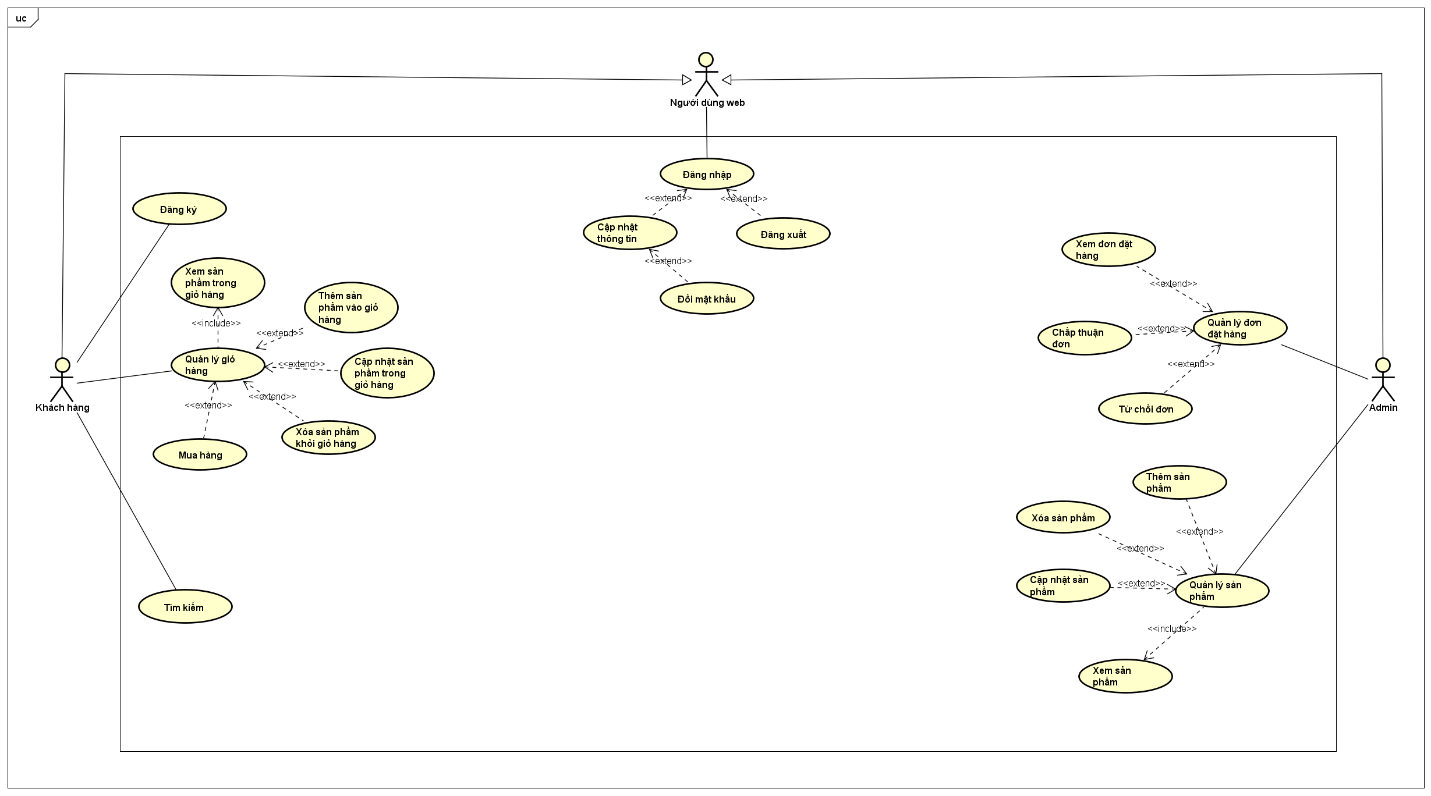 uc
Người dùng web
Đăng nhập
<<extend>>
<<extend>>
Cập nhật
thông tin
Đăng xuất
<<extend>>
Đổi mật khẩu
Đăng ký
Xem sản
phẩm trong
giỏ hàng
Thêm sản
phẩm vào giỏ
hàng
<<include>>
<<extend>>
Quản lý giỏ
hàng
<<extend>>
Cập nhật sản
phẩm trong
giỏ hàng
Khách hàng
<<extend>>
<<extend>>
Xóa sản phẩm
khỏi giỏ hàng
Mua hàng
Tìm kiếm
Xem đơn đặt
hàng
<<extend>>
Chấp thuận
đơn
<<extend>>
Quản lý đơn
đặt hàng
<<extend>>
Từ chối đơn
Admin
Thêm sản
phẩm
Xóa sản phẩm
<<extend>>
<<extend>>
Cập nhật sản
phẩm
<<extend>>
Quản lý sản
phẩm
<<include>>
Xem sản
phẩm